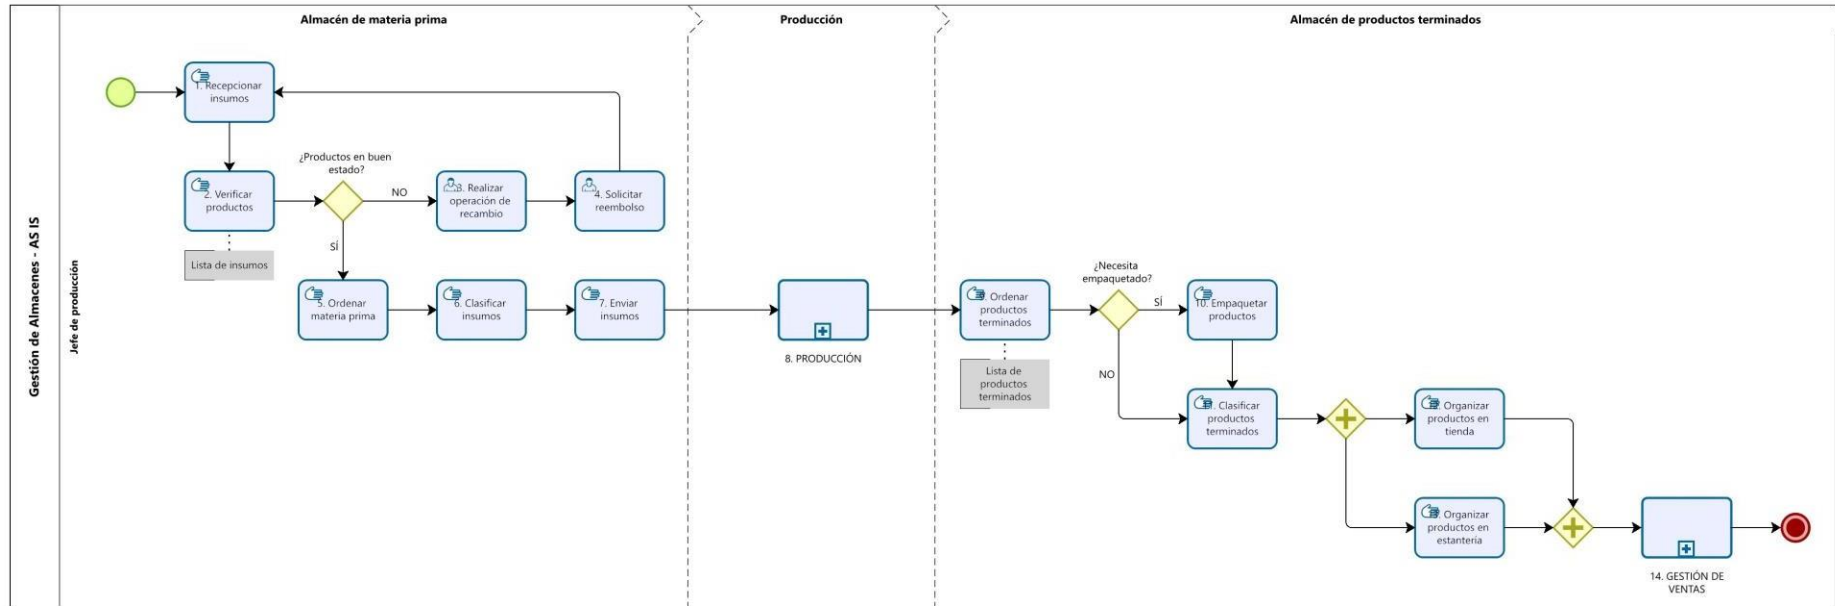 Gestión de Almacenes - AS IS
Jefe de producción
Almacén de materia prima
Producción
Almacén de productos terminados
1. Recepcionar
insumos
2. Verificar
productos
Lista de insumos
¿Productos en buen
estado?
NO
SÍ
3. Realizar
operación de
recambio
4. Solicitar
reembolso
5. Ordenar
materia prima
6. Clasificar
insumos
7. Enviar
insumos
8. PRODUCCIÓN
9. Ordenar
productos
terminados
Lista de
productos
terminados
¿Necesita
empaquetado?
SÍ
NO
10. Empaquetar
productos
. Clasificar
productos
terminados
. Organizar
productos en
tienda
. Organizar
productos en
estantería
14. GESTIÓN DE
VENTAS